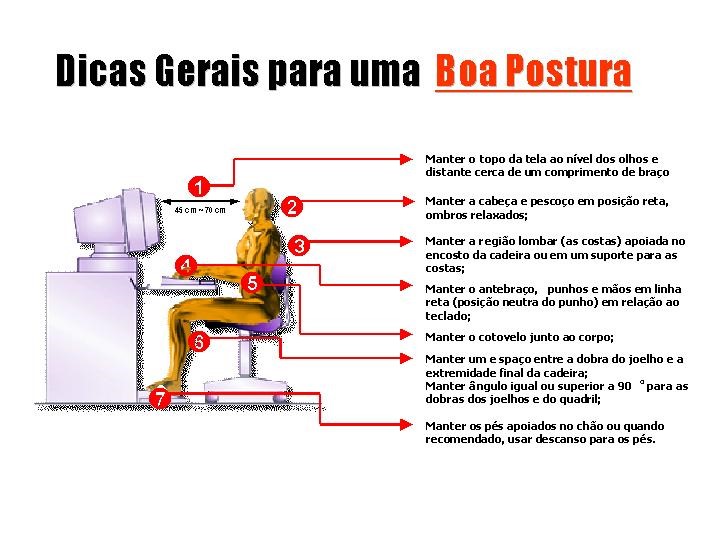 Dicas Gerais para uma Boa Postura
1
45 cm ~ 70 cm
2
3
4
5
6
7
Manter o topo da tela ao nível dos olhos e
distante cerca de um comprimento de braço
Manter a cabeça e pescoço em posição reta,
ombros relaxados;
Manter a região lombar (as costas) apoiada no
encosto da cadeira ou em um suporte para as
costas;
Manter o antebraço, punhos e mãos em linha
reta (posição neutra do punho) em relação ao
teclado;
Manter o cotovelo junto ao corpo;
Manter um e spaço entre a dobra do joelho e a
extremidade final da cadeira;
Manter ângulo igual ou superior a 90 ° para as
dobras dos joelhos e do quadril;
Manter os pés apoiados no chão ou quando
recomendado, usar descanso para os pés.